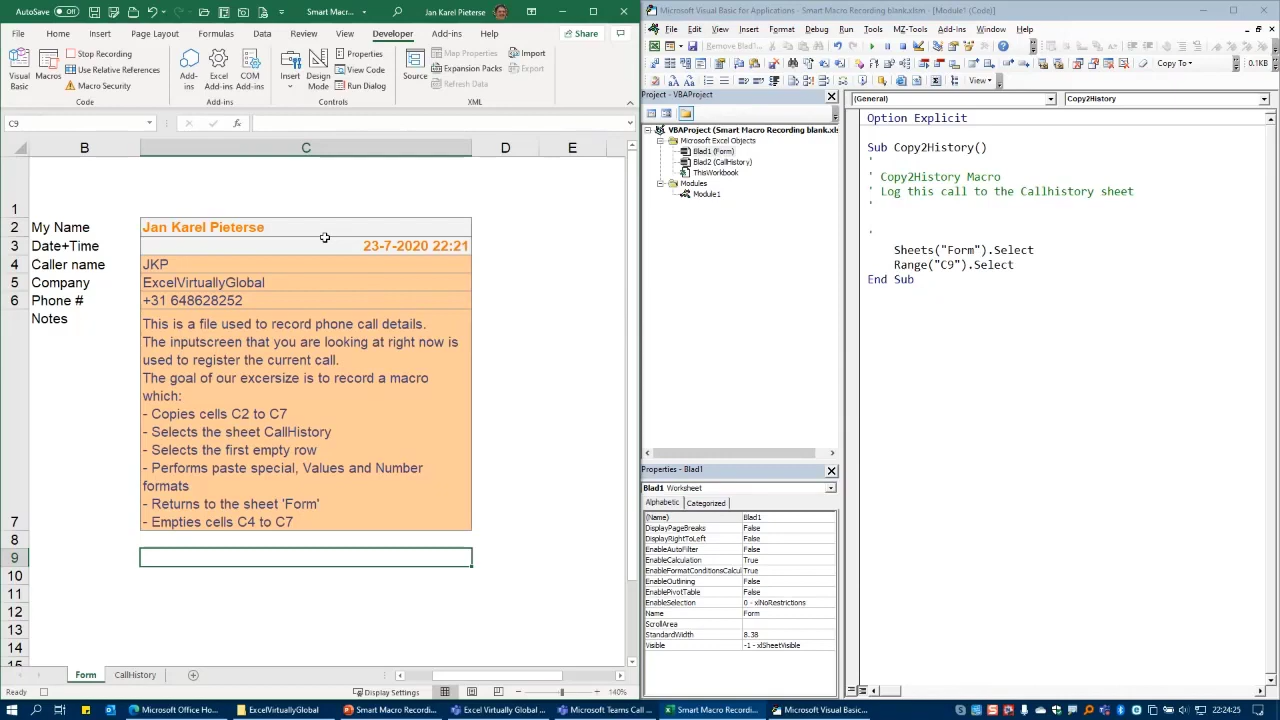 AutoSave Off Smart Macro... Jan Karel Pieterse
File Home Insert Page Layout Formulas Data Review View Developer Add-ins Help Share
Visual Basic
Macros
Stop Recording
Use Relative References
Macro Security
Code
Add-ins
Excel Add-ins
COM Add-ins
Add-ins
Insert
Design Mode
Properties
View Code
Run Dialog
Controls
Source
Map Properties
Expansion Packs
Refresh Data
Import
Export
XML
C9 fx
B C D E
1
2 My Name Jan Karel Pieterse
3 Date+Time 23-7-2020 22:21
4 Caller name JKP
5 Company ExcelVirtuallyGlobal
6 Phone # +31 648628252
Notes
This is a file used to record phone call details.
The inputscreen that you are looking at right now is
used to register the current call.
The goal of our excersize is to record a macro
which:
- Copies cells C2 to C7
- Selects the sheet CallHistory
- Selects the first empty row
- Performs paste special, Values and Number
formats
- Returns to the sheet 'Form'
7 - Empties cells C4 to C7
8
9
10
11
12
13
14
15
Form CallHistory
Ready Display Settings 140%
Microsoft Visual Basic for Applications - Smart Macro Recording blank.xlsm - [Module1 (Code)]
File Edit View Insert Format Debug Run Tools MZ-Tools Add-Ins Window Help
Remove Blank1...
Copy To 0.1KB
View
Project - VBAProject
VBAProject (Smart Macro Recording blank.xls
Microsoft Excel Objects
Blad1 (Form)
Blad2 (CallHistory)
ThisWorkbook
Modules
Module1
Properties - Blad1
Blad1 Worksheet
Alphabetic Categorized
(Name) Blad1
DisplayPageBreaks False
DisplayRightToLeft False
EnableAutoFilter False
EnableCalculation True
EnableFormatConditionsCalcul True
EnableOutlining False
EnablePivotTable False
EnableSelection 0 - xlNoRestrictions
Name Form
ScrollArea
StandardWidth 8.38
Visible -1 - xlSheetVisible
(General) Copy2History
Option Explicit
Sub Copy2History()
'
' Copy2History Macro
' Log this call to the Callhistory sheet
'
'
Sheets("Form").Select
Range("C9").Select
End Sub
Microsoft Office Ho... ExcelVirtuallyGlobal Smart Macro Recordi... Excel Virtually Global ... Microsoft Teams Call ... Smart Macro Recordi... Microsoft Visual Basic... 22:24:25